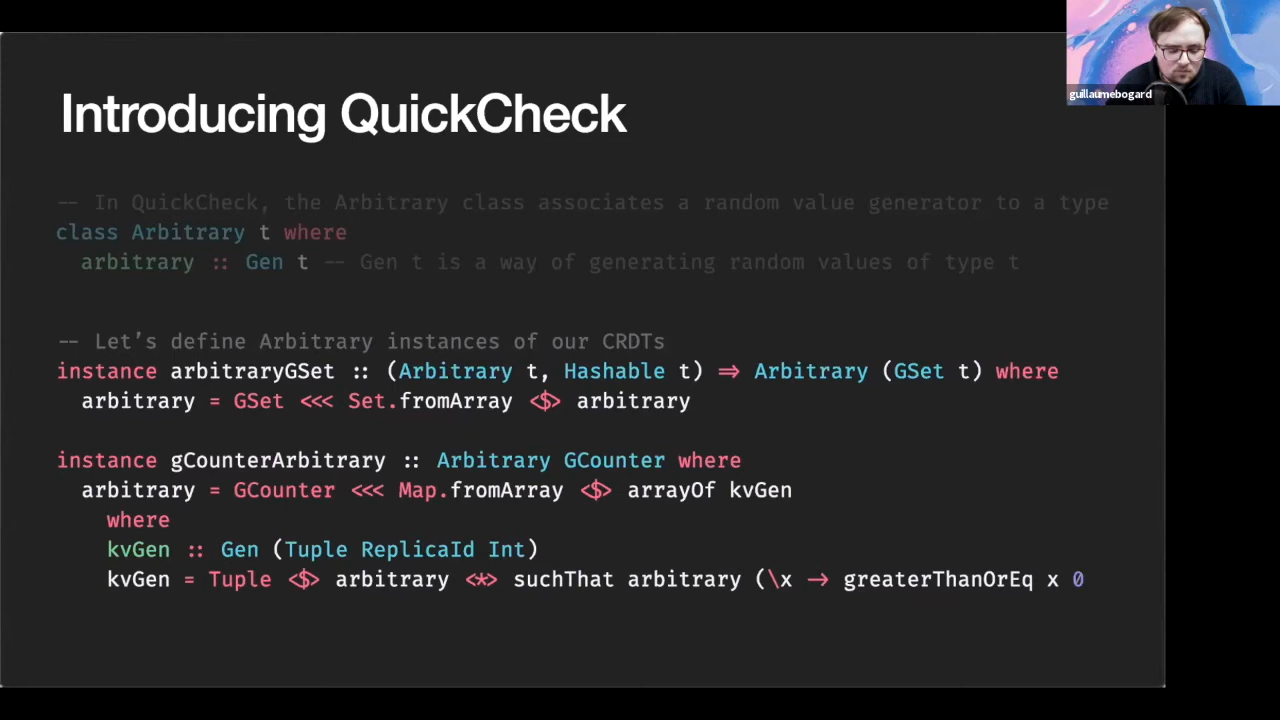 guillaumebogard
Introducing QuickCheck
-- In QuickCheck, the Arbitrary class associates a random value generator to a type
class Arbitrary t where
arbitrary :: Gen t -- Gen t is a way of generating random values of type t
-- Let’s define Arbitrary instances of our CRDTs
instance arbitraryGSet :: (Arbitrary t, Hashable t) => Arbitrary (GSet t) where
arbitrary = GSet <<< Set.fromArray <$> arbitrary
instance gCounterArbitrary :: Arbitrary GCounter where
arbitrary = GCounter <<< Map.fromArray <$> arrayOf kvGen
where
kvGen :: Gen (Tuple ReplicaId Int)
kvGen = Tuple <$> arbitrary <*> suchThat arbitrary (\x -> greaterThanOrEq x 0